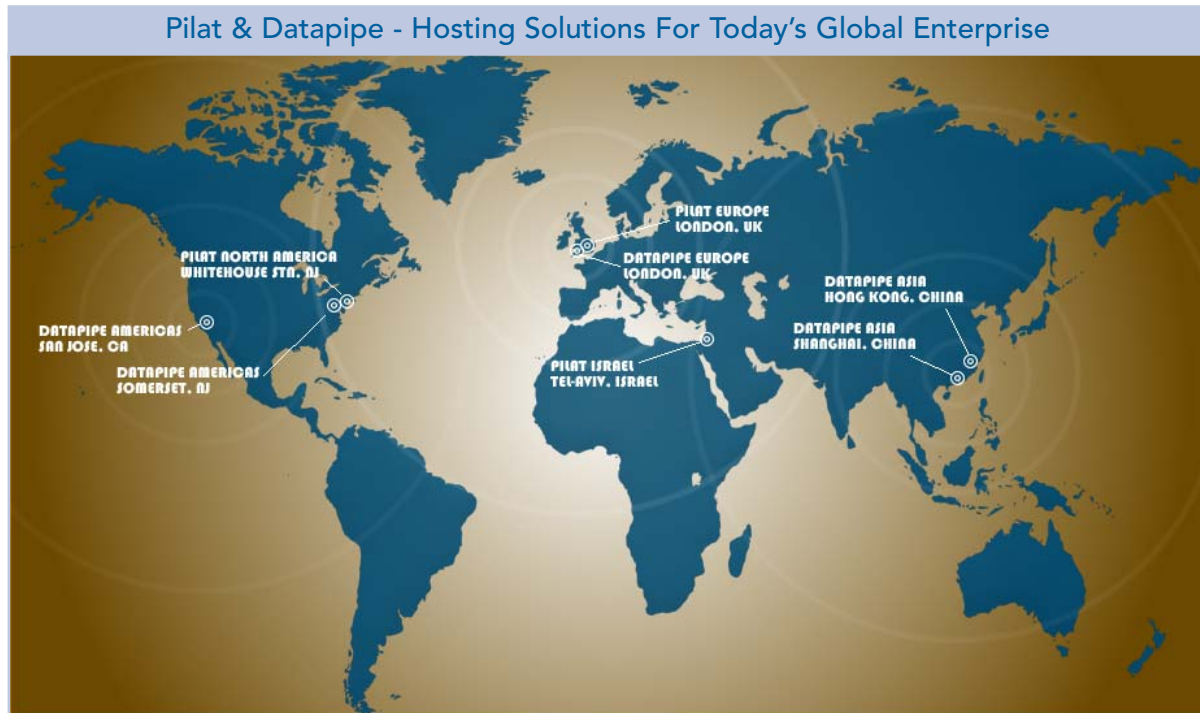 Pilat & Datapipe - Hosting Solutions For Today's Global Enterprise
PILAT EUROPE
LONDON, UK
DATAPIPE EUROPE
LONDON, UK
PILAT NORTH AMERICA
WHITEHOUSE STN, NJ
DATAPIPE AMERICAS
SAN JOSE, CA
DATAPIPE AMERICAS
SOMERSET, NJ
PILAT ISRAEL
TEL-AVIV, ISRAEL
DATAPIPE ASIA
HONG KONG, CHINA
DATAPIPE ASIA
SHANGHAI, CHINA